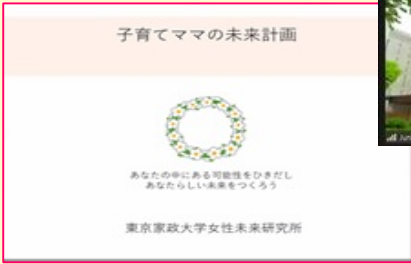 子育てママの未来計画
あなたの中にある可能性をひきだし
あなたらしい未来をつくろう
東京家政大学女性未来研究所